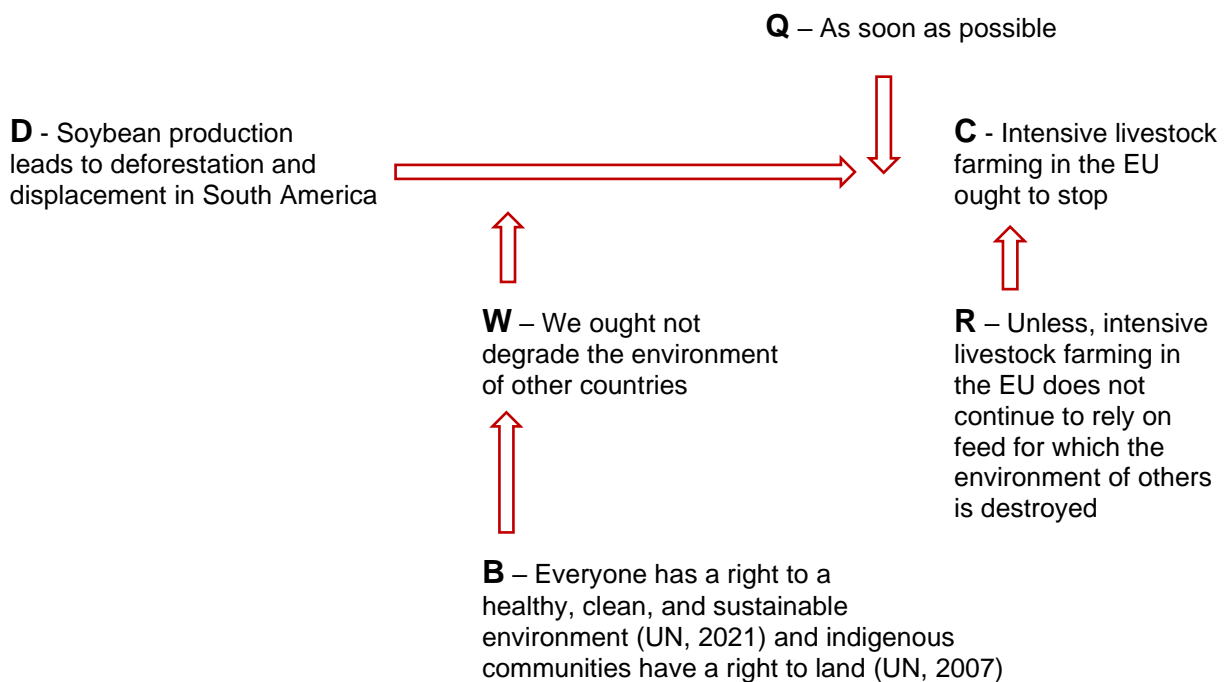 Q – As soon as possible
D - Soybean production
leads to deforestation and
displacement in South America
C - Intensive livestock
farming in the EU
ought to stop
W – We ought not
degrade the environment
of other countries
R – Unless, intensive
livestock farming in
the EU does not
continue to rely on
feed for which the
environment of others
is destroyed
B – Everyone has a right to a
healthy, clean, and sustainable
environment (UN, 2021) and indigenous
communities have a right to land (UN, 2007)